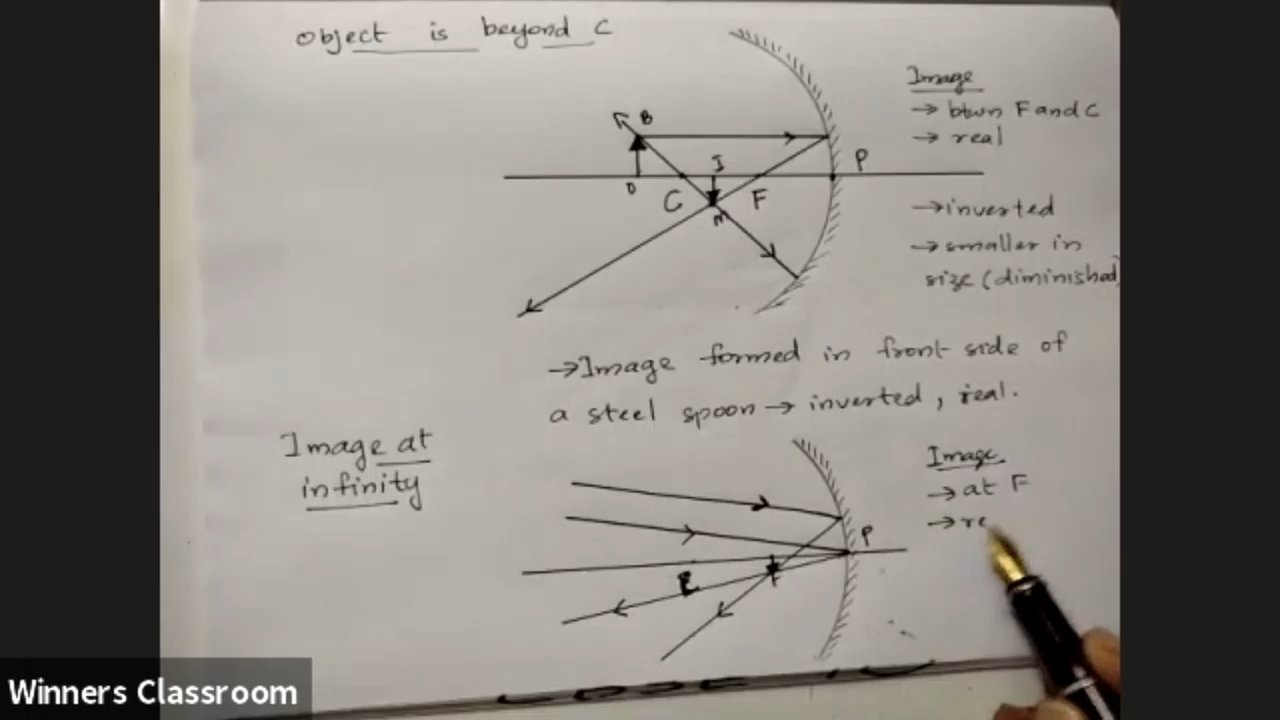 Object is beyond C
Image
→ btwn F and C
→ real
→ inverted
→ smaller in
size (diminished)
B
D
C
I
M
F
P
→ Image formed in front side of
a steel spoon → inverted, real.
Image at
infinity
Image
→ at F
→ re
P
F
Winners Classroom